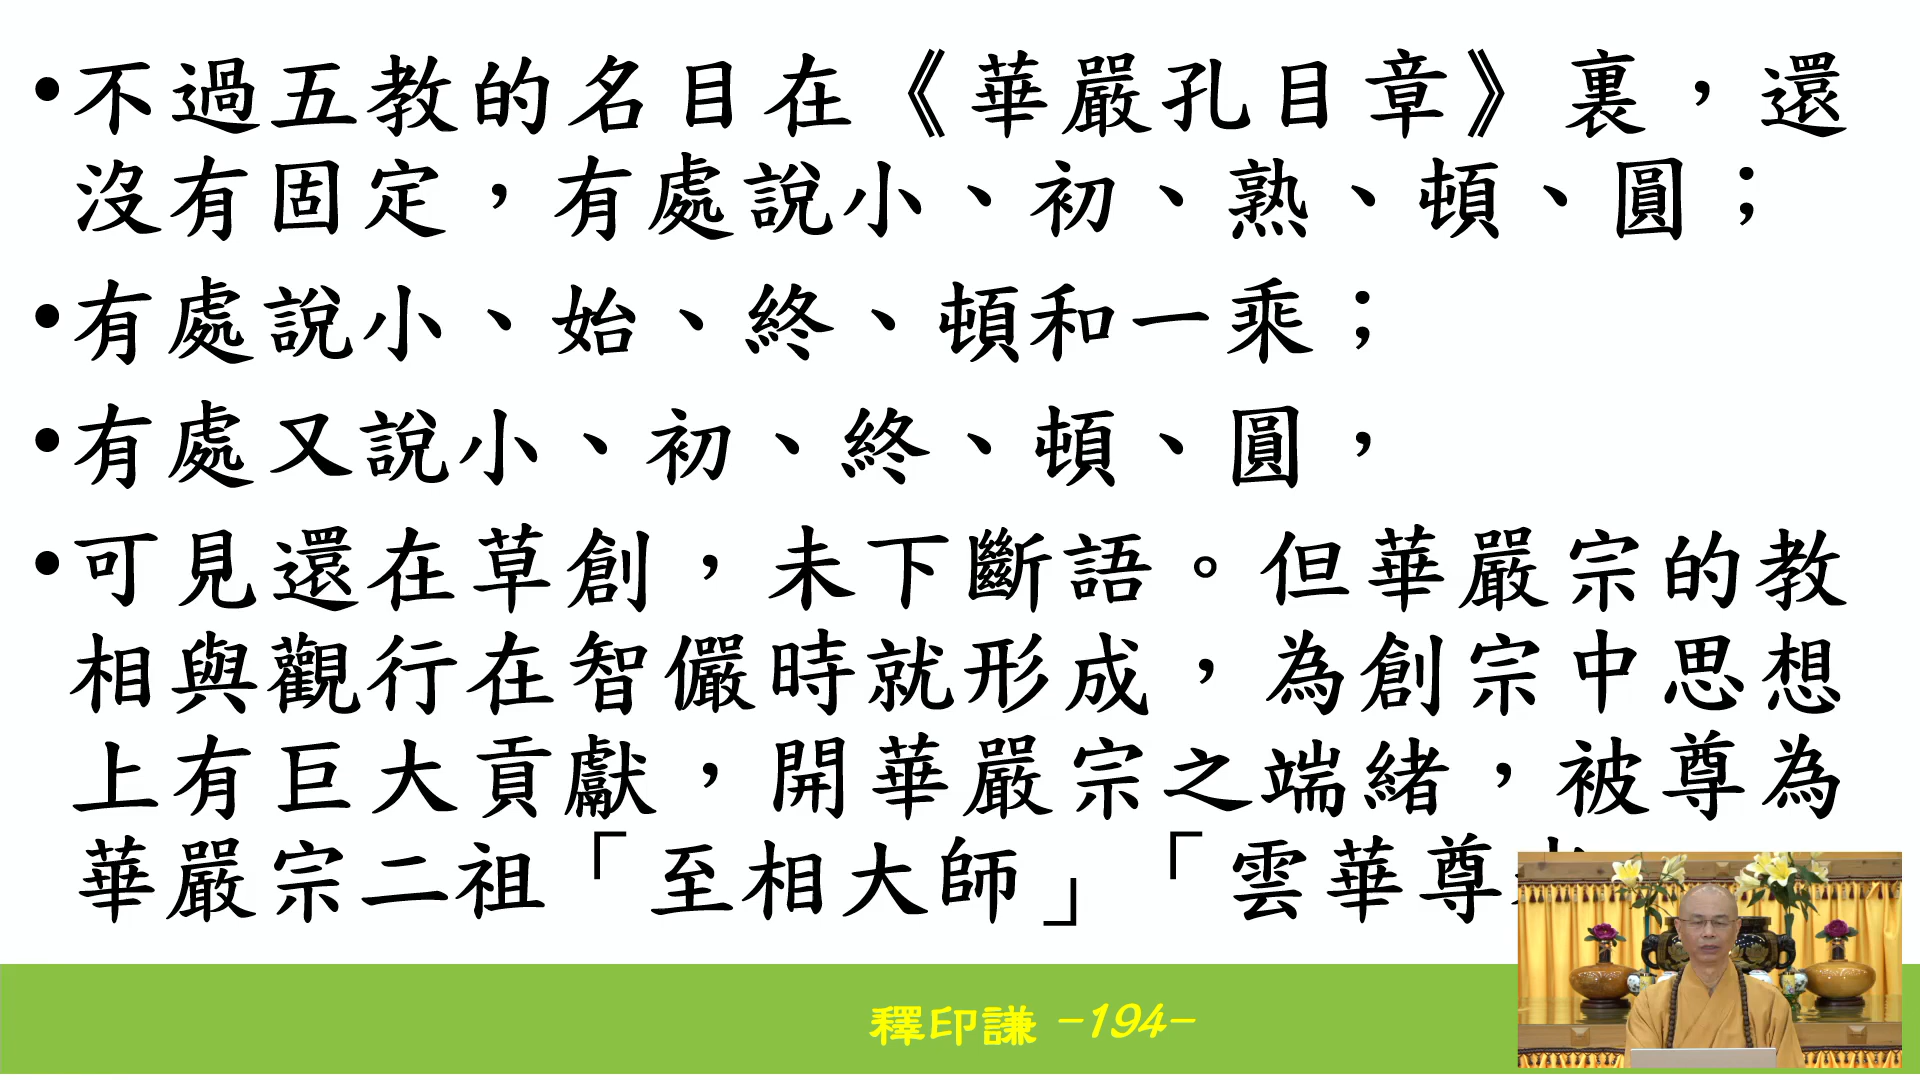 •不過五教的名目在《華嚴孔目章》裏，還
沒有固定，有處說小、初、熟、頓、圓；
•有處說小、始、終、頓和一乘；
•有處又說小、初、終、頓、圓，
•可見還在草創，未下斷語。但華嚴宗的教
相與觀行在智儼時就形成，為創宗中思想
上有巨大貢獻，開華嚴宗之端緒，被尊為
華嚴宗二祖「至相大師」「雲華尊
釋印謙 -194-